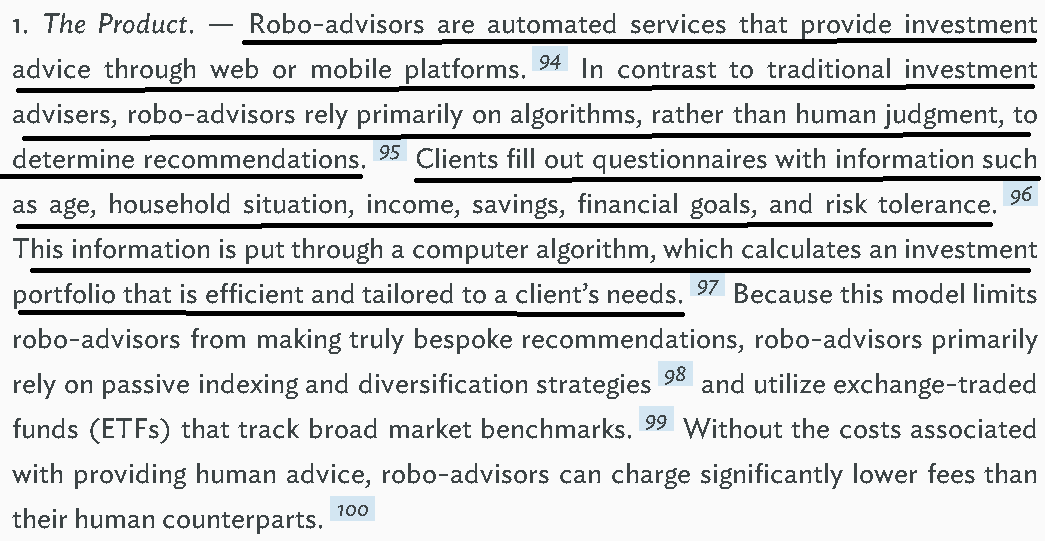 1. The Product. — Robo-advisors are automated services that provide investment
advice through web or mobile platforms. 94 In contrast to traditional investment
advisers, robo-advisors rely primarily on algorithms, rather than human judgment, to
determine recommendations. 95 Clients fill out questionnaires with information such
as age, household situation, income, savings, financial goals, and risk tolerance. 96
This information is put through a computer algorithm, which calculates an investment
portfolio that is efficient and tailored to a client's needs. 97 Because this model limits
robo-advisors from making truly bespoke recommendations, robo-advisors primarily
rely on passive indexing and diversification strategies 98 and utilize exchange-traded
funds (ETFs) that track broad market benchmarks. 99 Without the costs associated
with providing human advice, robo-advisors can charge significantly lower fees than
their human counterparts. 100